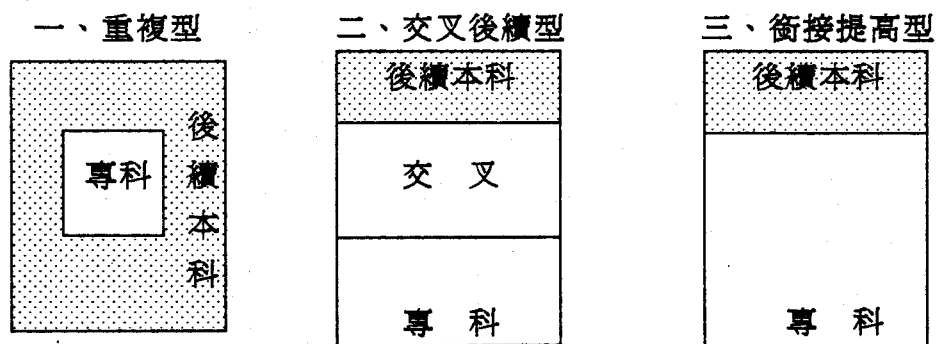 一、重複型
專科
後續本科
二、交叉後續型
後續本科
交 叉
專 科
三、銜接提高型
後續本科
專 科